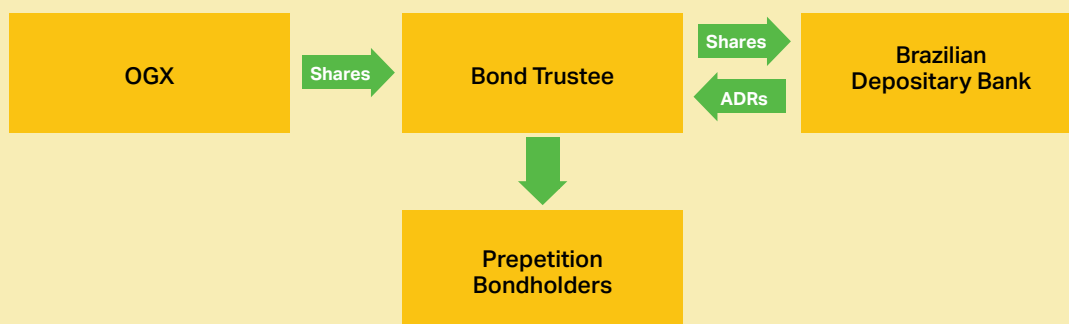 OGX
Shares
Bond Trustee
Shares
ADRs
Brazilian
Depositary Bank
Prepetition
Bondholders